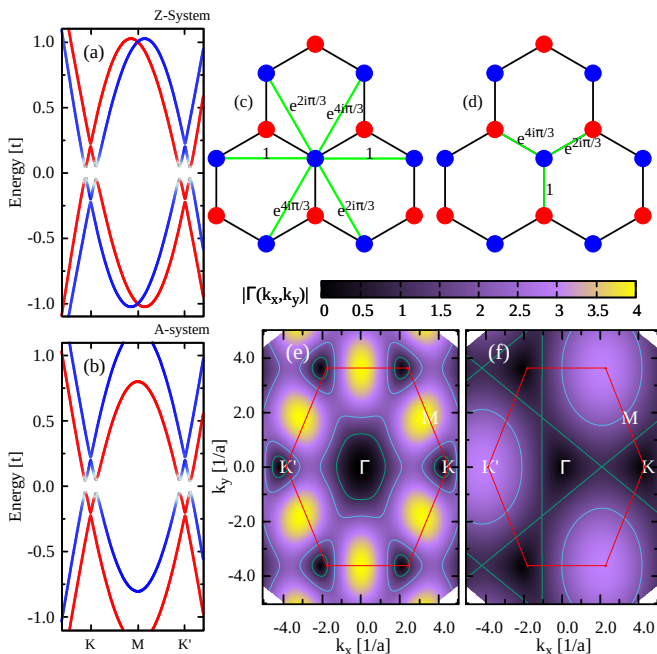 Z-System
(a)
Energy [t]
1.0
0.5
0.0
-0.5
-1.0
A-system
(b)
Energy [t]
1.0
0.5
0.0
-0.5
-1.0
K M K'
(c)
e^{2iπ/3} e^{4iπ/3}
1 1
e^{4iπ/3} e^{2iπ/3}
(d)
e^{4iπ/3} e^{2iπ/3}
1
|Γ(k_x,k_y)|
0 0.5 1 1.5 2 2.5 3 3.5 4
(e)
k_y [1/a]
4.0
2.0
0.0
-2.0
-4.0
M
K' Γ K
-4.0 -2.0 0.0 2.0 4.0
k_x [1/a]
(f)
M
K' Γ K
-4.0 -2.0 0.0 2.0 4.0
k_x [1/a]